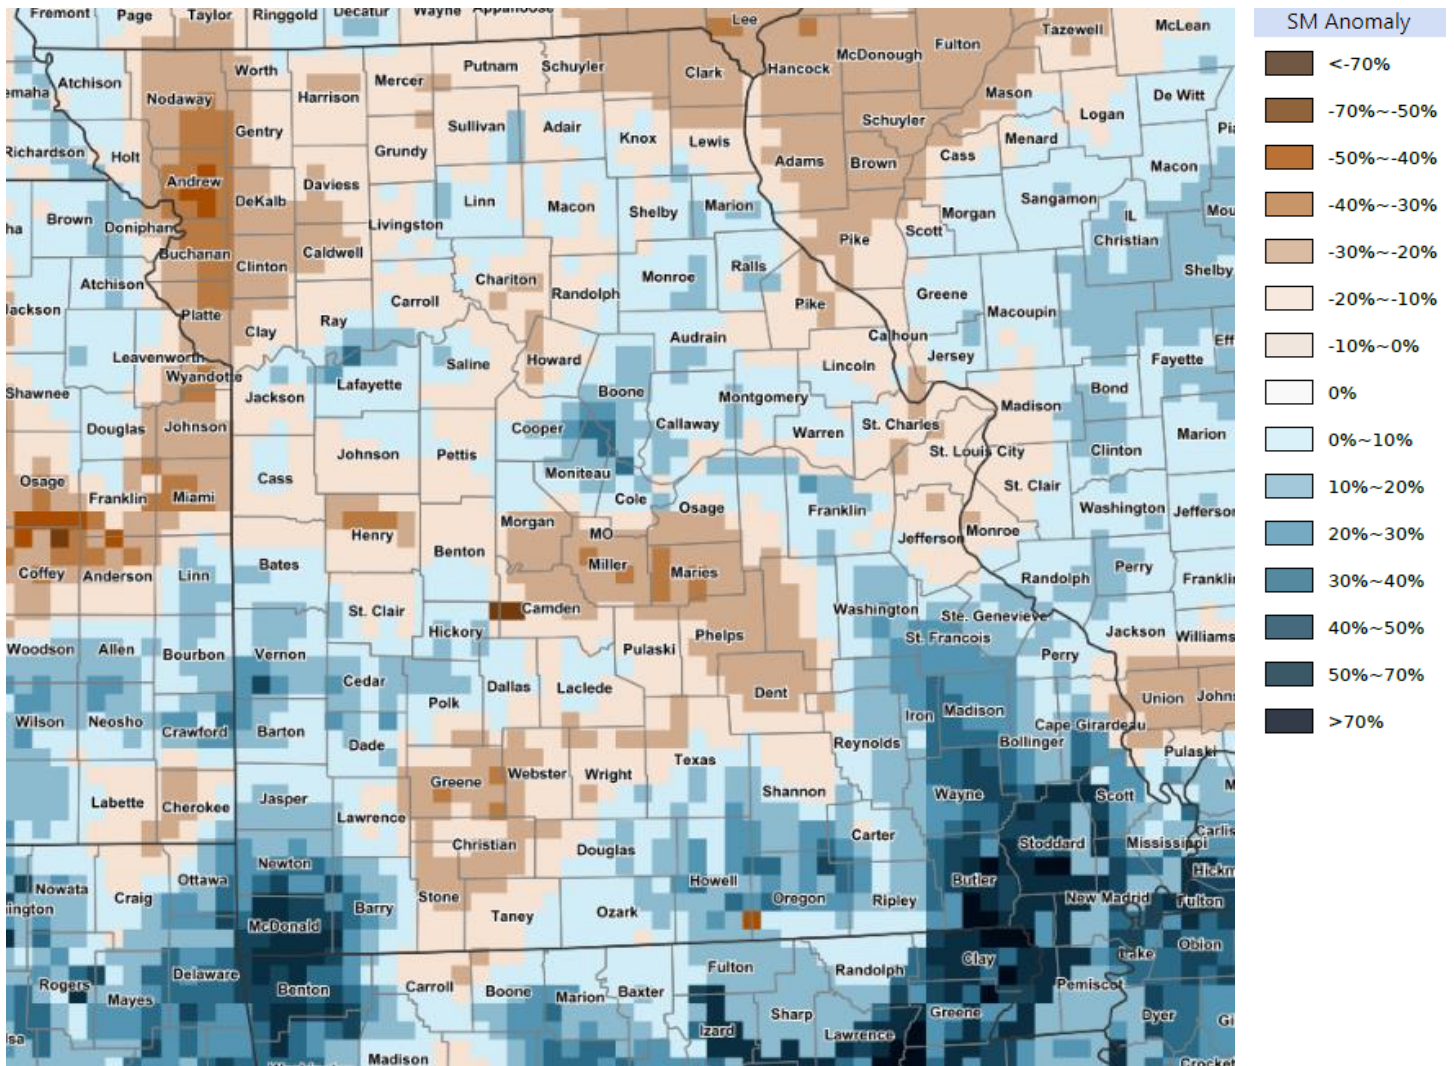 Fremont Page Taylor Ringgold Decatur Wayne Appanoose Lee McLean
Tazewell
McDonough Fulton
Atchison Worth Mercer Putnam Schuyler Clark Hancock
emaha Nodaway Harrison Mason De Witt
Gentry Sullivan Adair Knox Lewis Schuyler Logan
Richardson Holt Grundy Adams Brown Cass Menard Macon
Andrew DeKalb Daviess Linn Macon Shelby Marion Morgan Sangamon IL
Brown Doniphan Livingston Scott Mou
Buchanan Clinton Caldwell Pike Christian
Atchison Chariton Monroe Ralls Shelby
Jackson Platte Carroll Randolph Pike Greene Macoupin
Clay Ray Audrain Calhoun Eff
Leavenworth Saline Howard Lincoln Jersey Fayette
Wyandotte Lafayette Boone
Shawnee Jackson Montgomery Bond
Douglas Johnson Cooper Callaway Warren St. Charles Madison Marion
Johnson Pettis St. Louis City Clinton
Osage Franklin Miami Cass Moniteau St. Clair
Cole Osage Franklin Washington Jefferson
Henry Morgan MO Jefferson Monroe
Coffey Anderson Linn Bates Benton Miller Maries Randolph Perry Franklin
St. Clair Camden Washington Ste. Genevieve
Hickory Phelps St. Francois Jackson Williams
Woodson Allen Bourbon Vernon Pulaski Perry
Cedar Polk Dallas Laclede Dent Union Johns
Wilson Neosho Crawford Barton Iron Madison Cape Girardeau
Dade Reynolds Bollinger Pulaski
Greene Webster Wright Texas
Labette Cherokee Jasper Lawrence Shannon Wayne Scott
Christian Douglas Carter Stoddard Mississippi Carlis
Newton Hickm
Nowata Ottawa Howell Butler
ington Craig McDonald Barry Stone Taney Ozark Oregon Ripley New Madrid Fulton
Delaware Clay Lake Obion
Rogers Mayes Benton Carroll Boone Marion Baxter Fulton Randolph Pemiscot
Sharp Greene Dyer Gi
lsa Izard Lawrence
Madison Crocket
SM Anomaly
<-70%
-70%~-50%
-50%~-40%
-40%~-30%
-30%~-20%
-20%~-10%
-10%~0%
0%
0%~10%
10%~20%
20%~30%
30%~40%
40%~50%
50%~70%
>70%